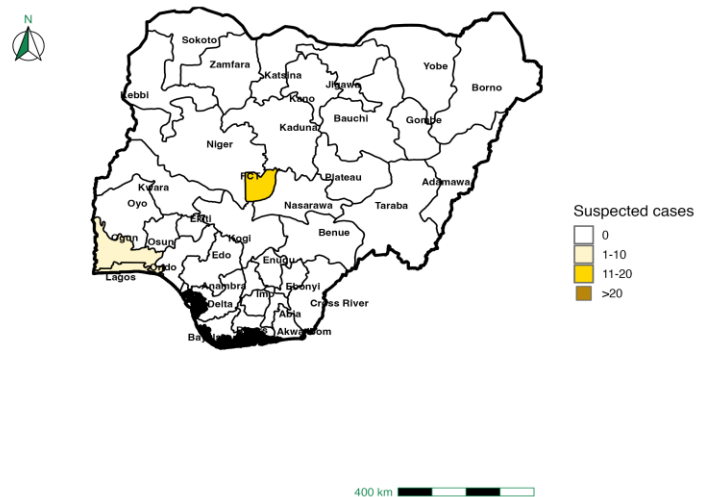 N
Sokoto
Zamfara
Katsina
Yobe
Borno
Jigawa
Kebbi
Kano
Bauchi
Gombe
Kaduna
Niger
FCT
Plateau
Adamawa
Kwara
Oyo
Nasarawa
Taraba
Ekiti
Ogun
Osun
Kogi
Benue
Edo
Enugu
Ondo
Lagos
Anambra
Ebonyi
Imo
Delta
Cross River
Abia
Bayelsa
Rivers
Akwa Ibom
Suspected cases
0
1-10
11-20
>20
400 km